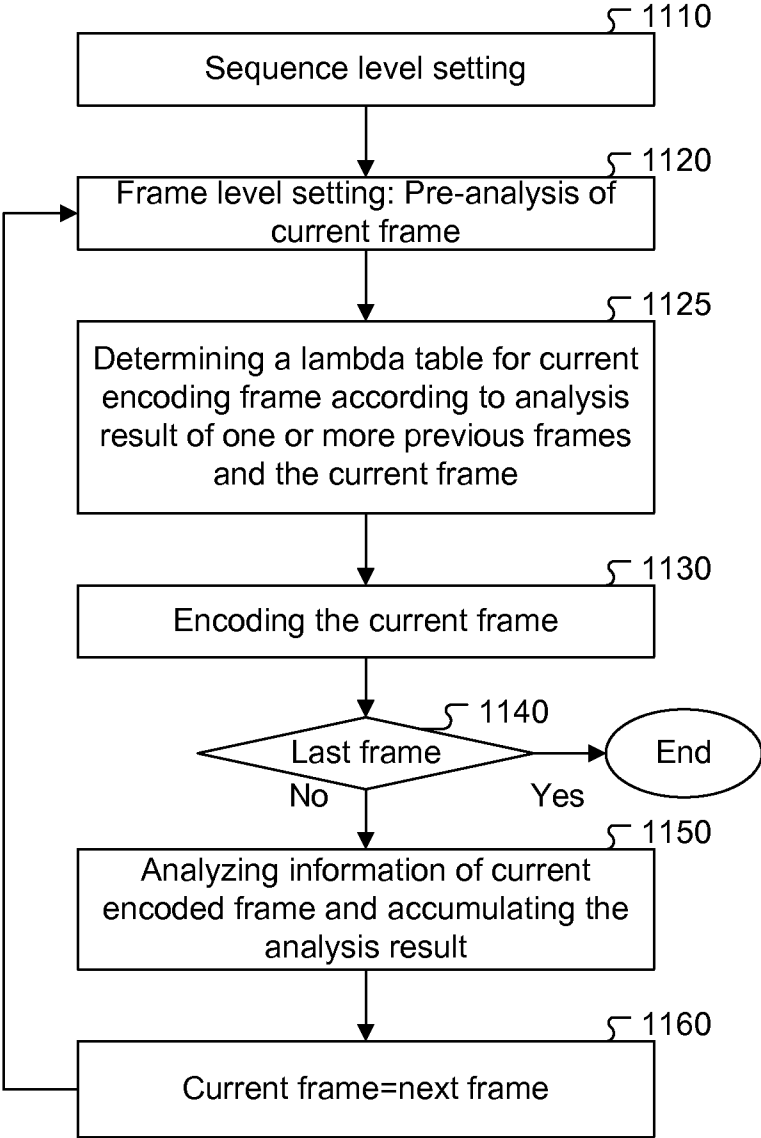 1110
Sequence level setting
1120
Frame level setting: Pre-analysis of
current frame
1125
Determining a lambda table for current
encoding frame according to analysis
result of one or more previous frames
and the current frame
1130
Encoding the current frame
1140
Last frame
End
No
Yes
1150
Analyzing information of current
encoded frame and accumulating the
analysis result
1160
Current frame=next frame